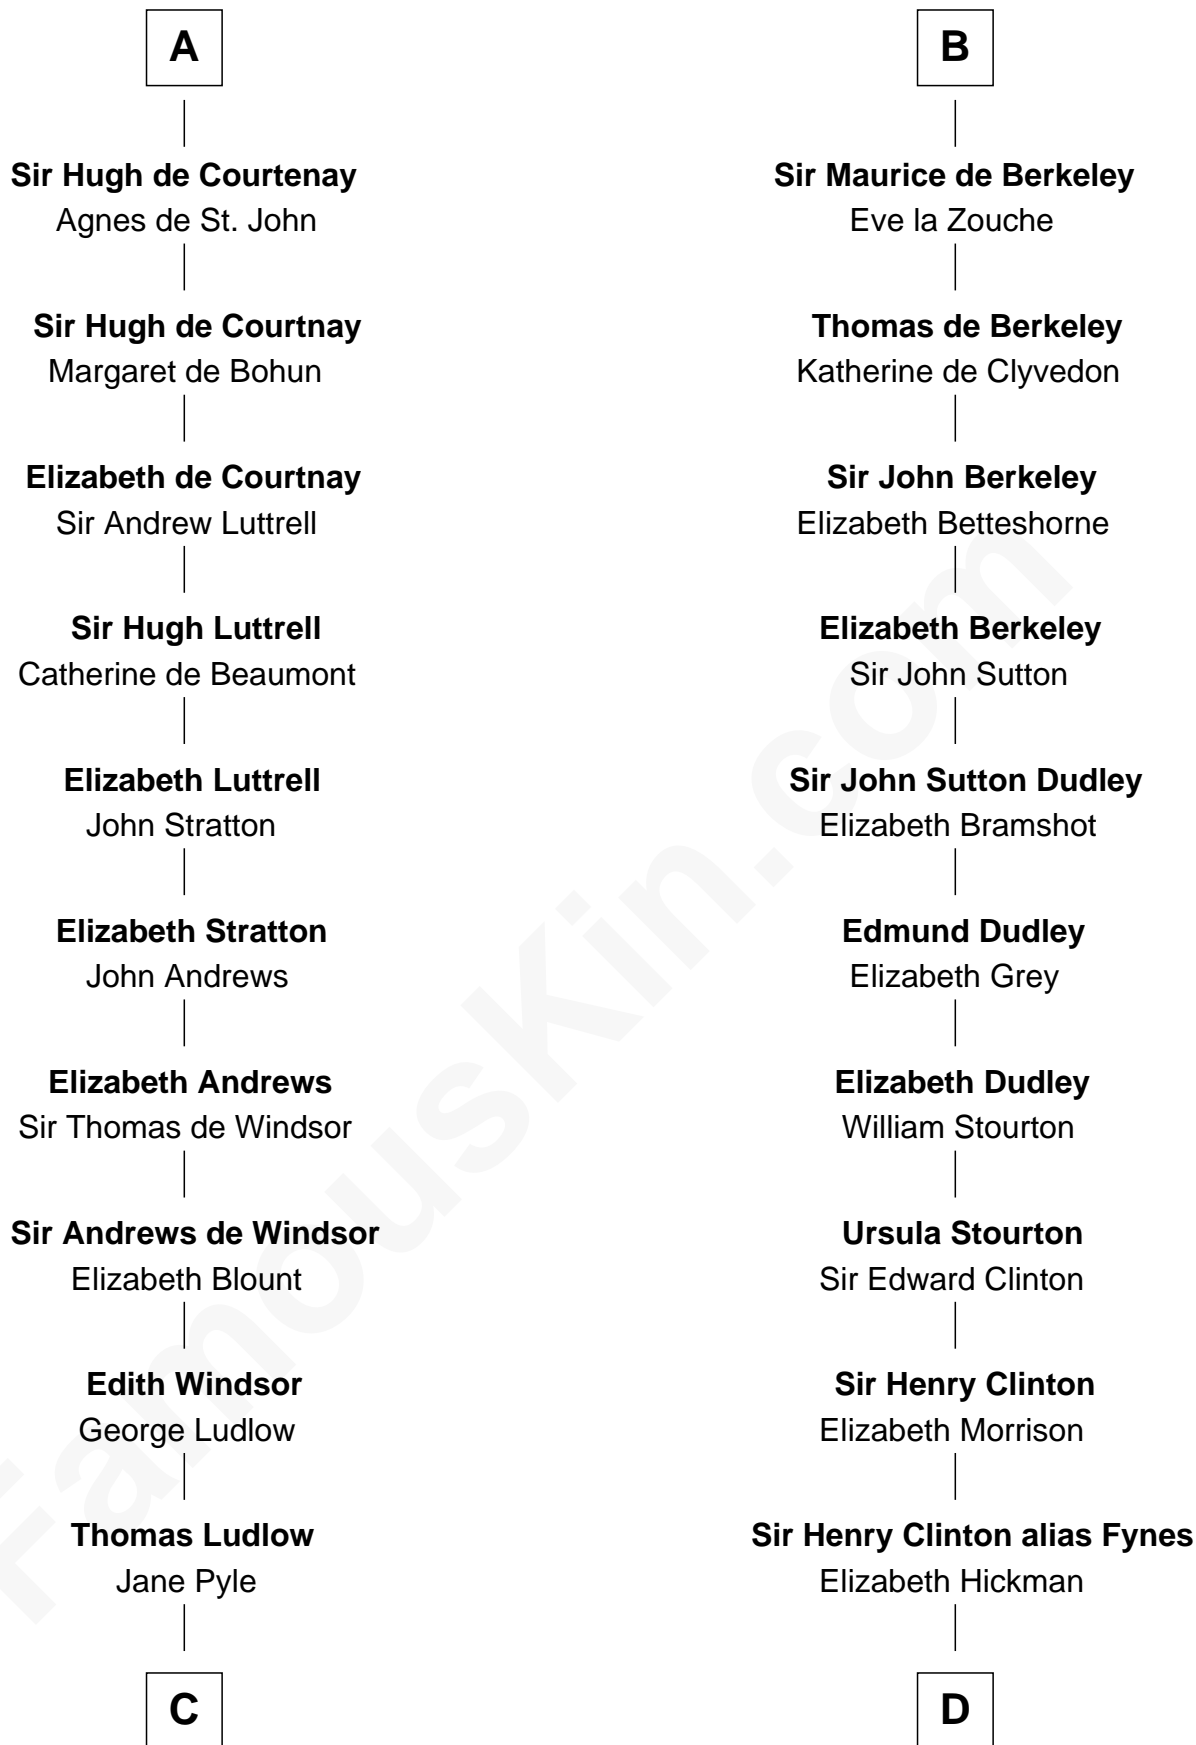 A
Sir Hugh de Courtenay
Agnes de St. John
Sir Hugh de Courtnay
Margaret de Bohun
Elizabeth de Courtnay
Sir Andrew Luttrell
Sir Hugh Luttrell
Catherine de Beaumont
Elizabeth Luttrell
John Stratton
Elizabeth Stratton
John Andrews
Elizabeth Andrews
Sir Thomas de Windsor
Sir Andrews de Windsor
Elizabeth Blount
Edith Windsor
George Ludlow
Thomas Ludlow
Jane Pyle
C
B
Sir Maurice de Berkeley
Eve la Zouche
Thomas de Berkeley
Katherine de Clyvedon
Sir John Berkeley
Elizabeth Betteshorne
Elizabeth Berkeley
Sir John Sutton
Sir John Sutton Dudley
Elizabeth Bramshot
Edmund Dudley
Elizabeth Grey
Elizabeth Dudley
William Stourton
Ursula Stourton
Sir Edward Clinton
Sir Henry Clinton
Elizabeth Morrison
Sir Henry Clinton alias Fynes
Elizabeth Hickman
D
FamousKin.com